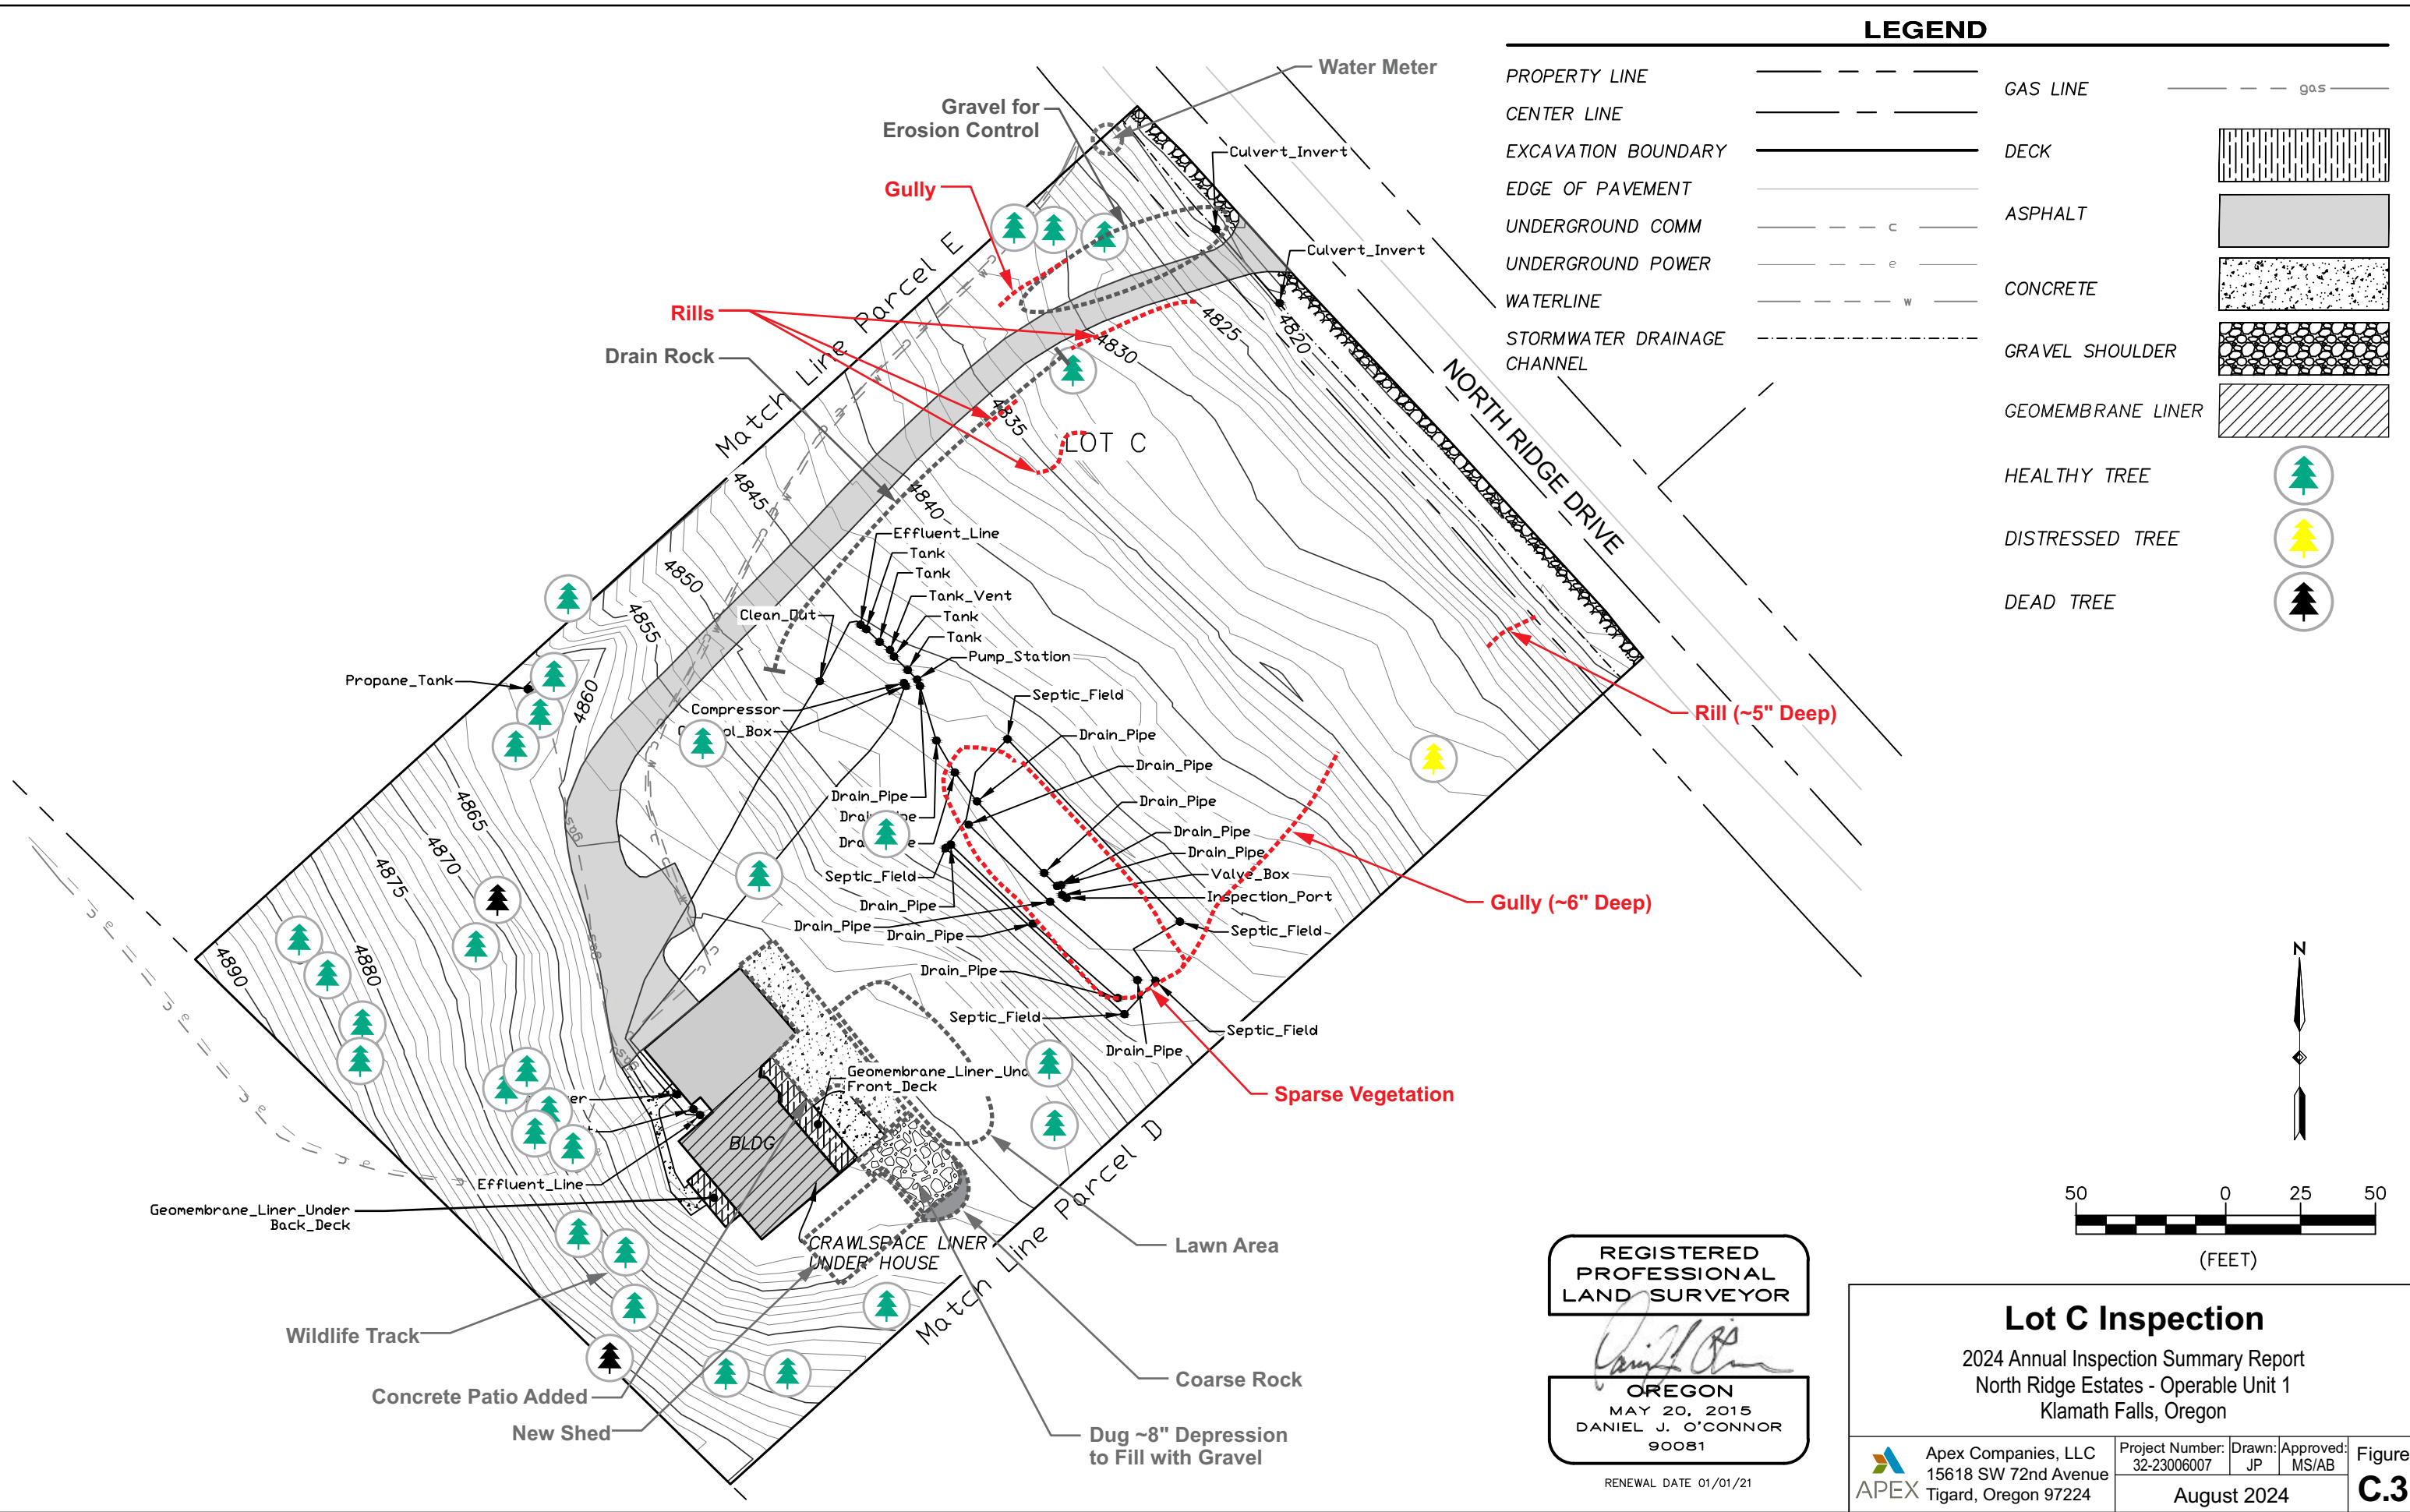 LEGEND
PROPERTY LINE
CENTER LINE
EXCAVATION BOUNDARY
EDGE OF PAVEMENT
UNDERGROUND COMM
c
UNDERGROUND POWER
e
WATERLINE
w
STORMWATER DRAINAGE
CHANNEL
GAS LINE
gas
DECK
ASPHALT
CONCRETE
GRAVEL SHOULDER
GEOMEMBRANE LINER
HEALTHY TREE
DISTRESSED TREE
DEAD TREE
Water Meter
Gravel for
Erosion Control
Culvert_Invert
Gully
Culvert_Invert
Match Line Parcel E
Rills
Drain Rock
4825
4820
4830
4835
LOT C
NORTH RIDGE DRIVE
4845
4840
4850
4855
4860
4865
4870
4875
4880
4890
Effluent_Line
Tank
Tank
Tank_Vent
Clean_Out
Tank
Tank
Pump_Station
Propane_Tank
Septic_Field
Compressor
Rill (~5" Deep)
Drain_Pipe
Drain_Pipe
Drain_Pipe
Drain_Pipe
Drain_Pipe
Drain_Pipe
Valve_Box
Septic_Field
Inspection_Port
Gully (~6" Deep)
Drain_Pipe
Drain_Pipe
Drain_Pipe
Septic_Field
Drain_Pipe
Septic_Field
Septic_Field
Drain_Pipe
Geomembrane_Liner_Un
Front_Deck
Sparse Vegetation
BLDG
Effluent_Line
Geomembrane_Liner_Under
Back_Deck
CRAWLSPACE LINER
UNDER HOUSE
Match Line Parcel D
Lawn Area
Wildlife Track
Coarse Rock
Concrete Patio Added
New Shed
Dug ~8" Depression
to Fill with Gravel
gas
gas
gas
N
50 0 25 50
(FEET)
REGISTERED
PROFESSIONAL
LAND SURVEYOR
OREGON
MAY 20, 2015
DANIEL J. O'CONNOR
90081
RENEWAL DATE 01/01/21
Lot C Inspection
2024 Annual Inspection Summary Report
North Ridge Estates - Operable Unit 1
Klamath Falls, Oregon
APEX
Apex Companies, LLC
15618 SW 72nd Avenue
Tigard, Oregon 97224
Project Number:
32-23006007
Drawn:
JP
Approved:
MS/AB
August 2024
Figure
C.3